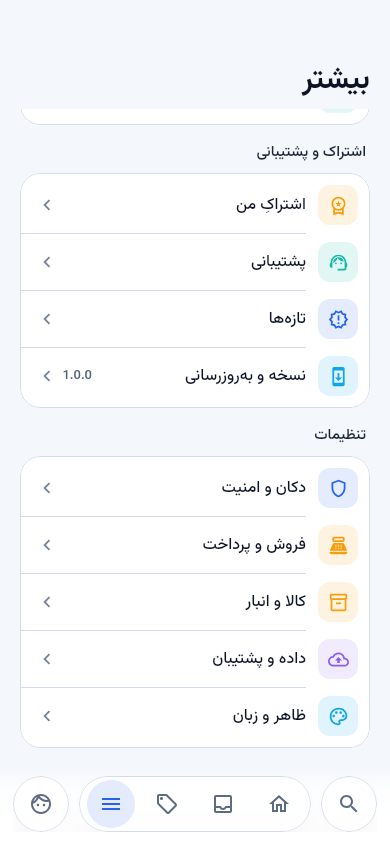 بیشتر
اشتراک و پشتیبانی
اشتراکِ من
پشتیبانی
تازه‌ها
نسخه و به‌روزرسانی 1.0.0
تنظیمات
دکان و امنیت
فروش و پرداخت
کالا و انبار
داده و پشتیبان
ظاهر و زبان